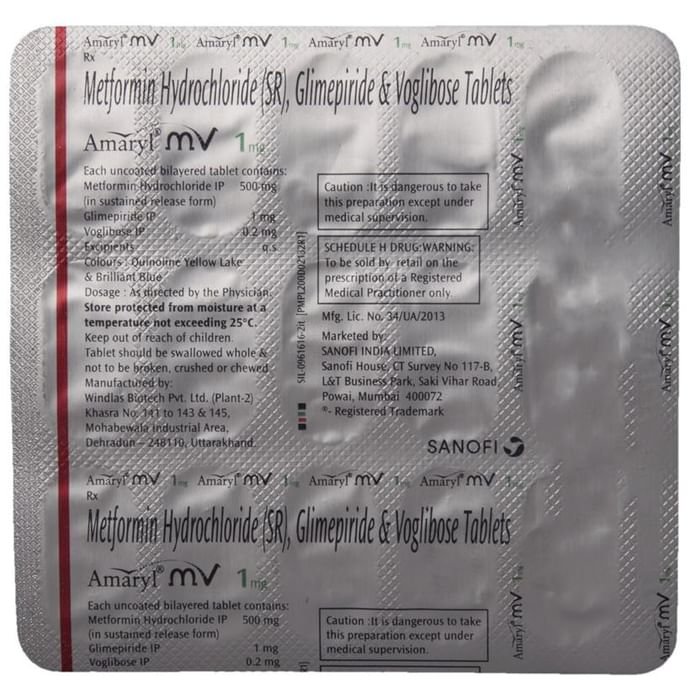 Amaryl® mv 1mg Amaryl® mv 1mg Amaryl® mv 1mg Amaryl® mv 1mg
Rx
Metformin Hydrochloride (SR), Glimepiride & Voglibose Tablets
Amaryl® mv 1mg
Each uncoated bilayered tablet contains:
Metformin Hydrochloride IP 500 mg
(in sustained release form)
Glimepiride IP 1 mg
Voglibose IP 0.2 mg
Excipients q.s.
Colours : Quinoline Yellow Lake
& Brilliant Blue
Dosage : As directed by the Physician.
Store protected from moisture at a
temperature not exceeding 25°C.
Keep out of reach of children.
Tablet should be swallowed whole &
not to be broken, crushed or chewed
Manufactured by:
Windlas Biotech Pvt. Ltd. (Plant-2)
Khasra No. 141 to 143 & 145,
Mohabewala Industrial Area,
Dehradun – 248110, Uttarakhand.
Caution :It is dangerous to take
this preparation except under
medical supervision.
SCHEDULE H DRUG:WARNING:
To be sold by retail on the
prescription of a Registered
Medical Practitioner only.
Mfg. Lic. No. 34/UA/2013
Marketed by:
SANOFI INDIA LIMITED,
Sanofi House, CT Survey No 117-B,
L&T Business Park, Saki Vihar Road
Powai, Mumbai 400072
®- Registered Trademark
SANOFI
Amaryl® mv 1mg
Amaryl® mv 1mg
Amaryl® mv 1mg
Amaryl® mv 1mg
Amaryl® mv 1mg Amaryl® mv 1mg Amaryl® mv 1mg Amaryl® mv 1mg
Rx
Metformin Hydrochloride (SR), Glimepiride & Voglibose Tablets
Amaryl® mv 1mg
Each uncoated bilayered tablet contains:
Metformin Hydrochloride IP 500 mg
(in sustained release form)
Glimepiride IP 1 mg
Voglibose IP 0.2 mg
Caution :It is dangerous to take
this preparation except under
medical supervision.
Amaryl® mv 1mg
Amaryl® mv